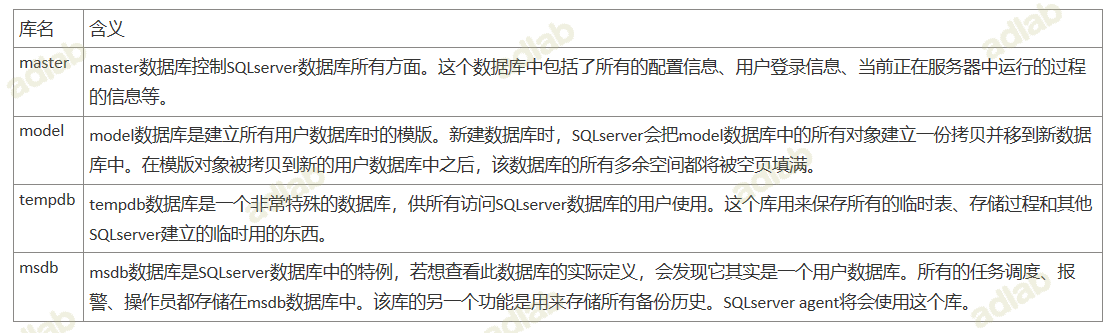 库名 含义
master master数据库控制SQLserver数据库所有方面。这个数据库中包括了所有的配置信息、用户登录信息、当前正在服务器中运行的过程
的信息等。
model model数据库是建立所有用户数据库时的模版。新建数据库时，SQLserver会把model数据库中的所有对象建立一份拷贝并移到新数据
库中。在模版对象被拷贝到新的用户数据库中之后，该数据库的所有多余空间都将被空页填满。
tempdb tempdb数据库是一个非常特殊的数据库，供所有访问SQLserver数据库的用户使用。这个库用来保存所有的临时表、存储过程和其他
SQLserver建立的临时用的东西。
msdb msdb数据库是SQLserver数据库中的特例，若想查看此数据库的实际定义，会发现它其实是一个用户数据库。所有的任务调度、报
警、操作员都存储在msdb数据库中。该库的另一个功能是用来存储所有备份历史。SQLserver agent将会使用这个库。
adlab
adlab
adlab
adlab
adlab
adlab
adlab
adlab